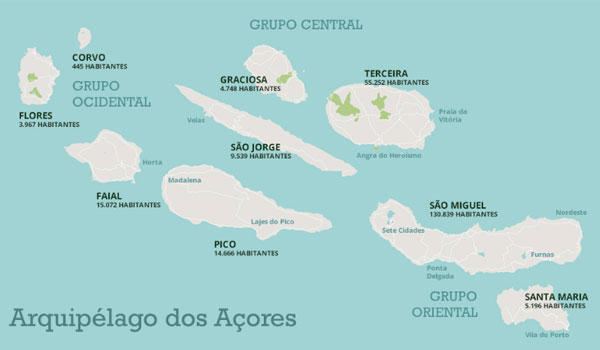 GRUPO CENTRAL
CORVO
445 HABITANTES
GRUPO
OCIDENTAL
FLORES
3.967 HABITANTES
GRACIOSA
4.748 HABITANTES
TERCEIRA
55.252 HABITANTES
Praia da
Vitória
Angra do Heroísmo
Velas
SÃO JORGE
9.539 HABITANTES
Horta
FAIAL
15.072 HABITANTES
Madalena
Lajes do Pico
PICO
14.666 HABITANTES
SÃO MIGUEL
130.839 HABITANTES
Nordeste
Sete Cidades
Furnas
Ponta
Delgada
GRUPO
ORIENTAL
SANTA MARIA
5.196 HABITANTES
Vila do Porto
Arquipélago dos Açores